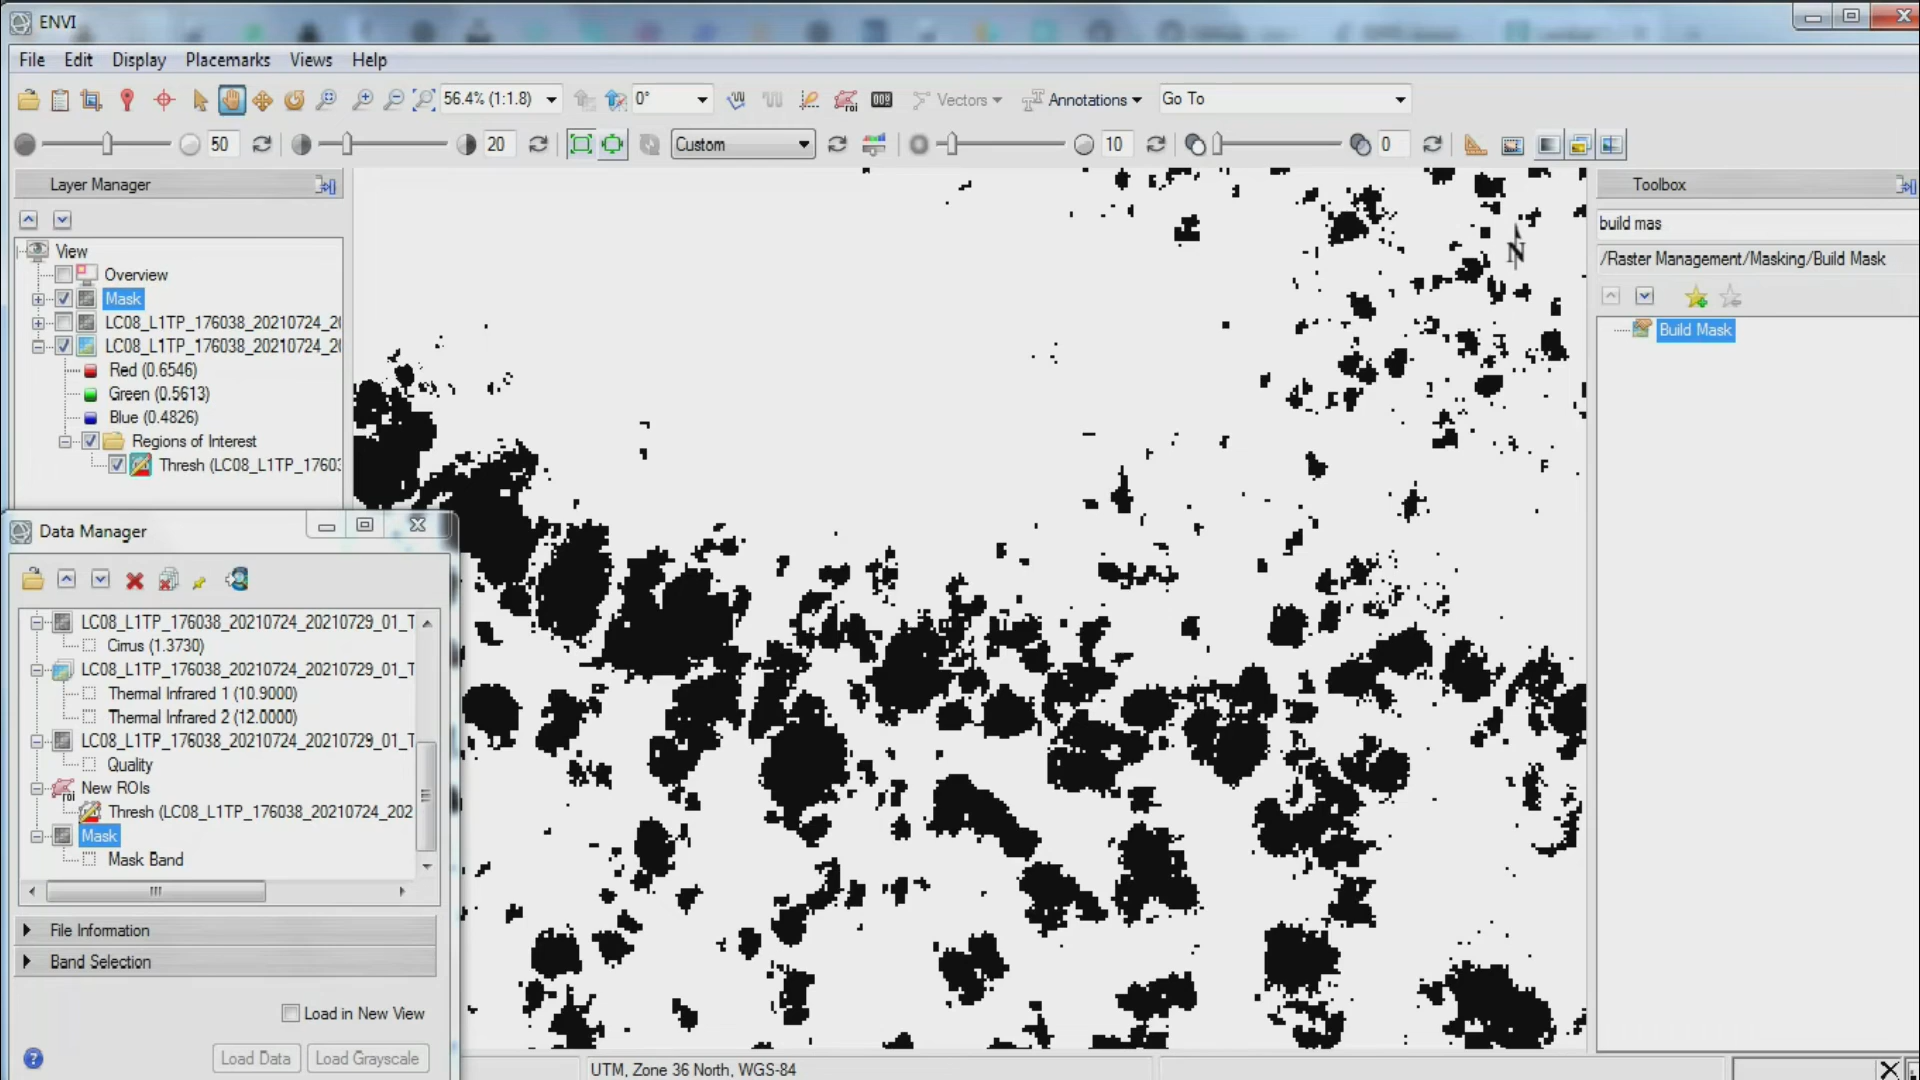 ENVI
File Edit Display Placemarks Views Help
56.4% (1:1.8) 0° Vectors Annotations Go To
50 20 Custom 10 0
Layer Manager
View
Overview
Mask
LC08_L1TP_176038_20210724_2
LC08_L1TP_176038_20210724_2
Red (0.6546)
Green (0.5613)
Blue (0.4826)
Regions of Interest
Thresh (LC08_L1TP_1760
Data Manager
LC08_L1TP_176038_20210724_20210729_01_T
Cirrus (1.3730)
LC08_L1TP_176038_20210724_20210729_01_T
Thermal Infrared 1 (10.9000)
Thermal Infrared 2 (12.0000)
LC08_L1TP_176038_20210724_20210729_01_T
Quality
New ROIs
Thresh (LC08_L1TP_176038_20210724_202
Mask
Mask Band
File Information
Band Selection
Load in New View
Load Data Load Grayscale
N
UTM, Zone 36 North, WGS-84
Toolbox
build mas
/Raster Management/Masking/Build Mask
Build Mask